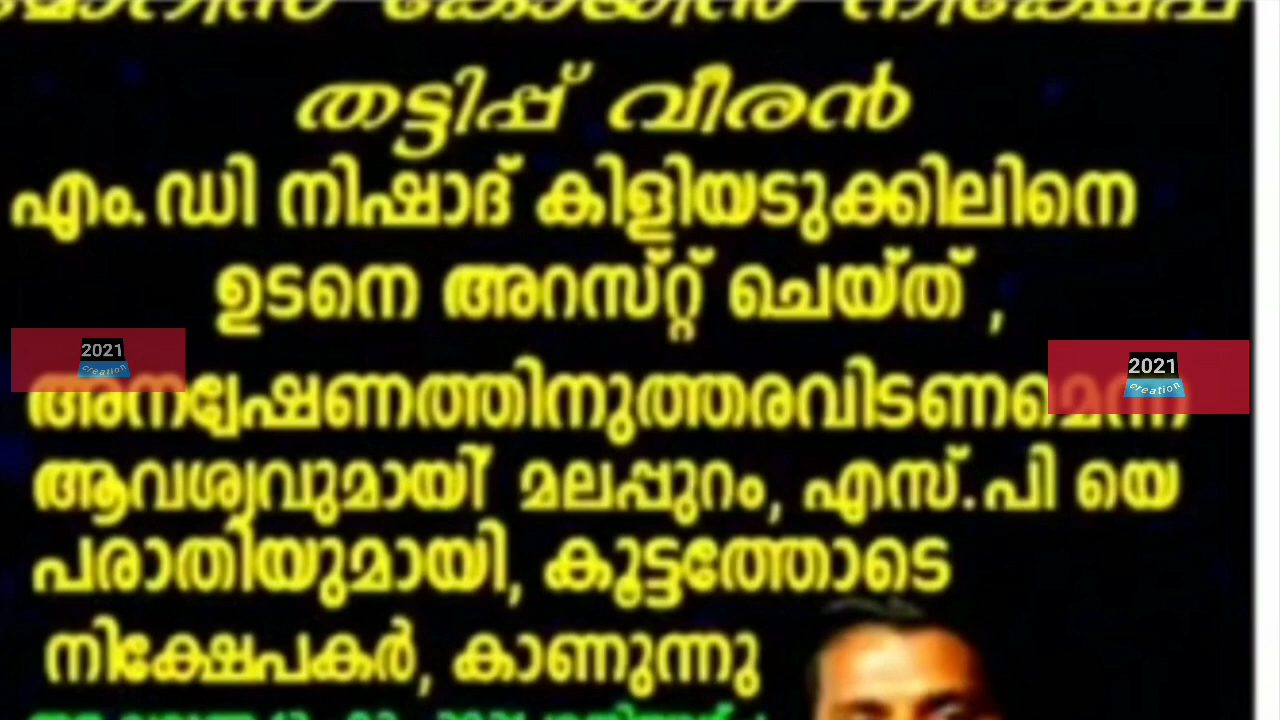 മോറിസ് കോയിൻ നിക്ഷേപ
തട്ടിപ്പ് വീരൻ
എം.ഡി നിഷാദ് കിളിയടുക്കിലിനെ
ഉടനെ അറസ്റ്റ് ചെയ്ത് ,
2021
creation
2021
creation
അന്വേഷണത്തിനുത്തരവിടണമെന്ന
ആവശ്യവുമായി് മലപ്പുറം, എസ്.പി യെ
പരാതിയുമായി, കൂട്ടത്തോടെ
നിക്ഷേപകർ, കാണുന്നു